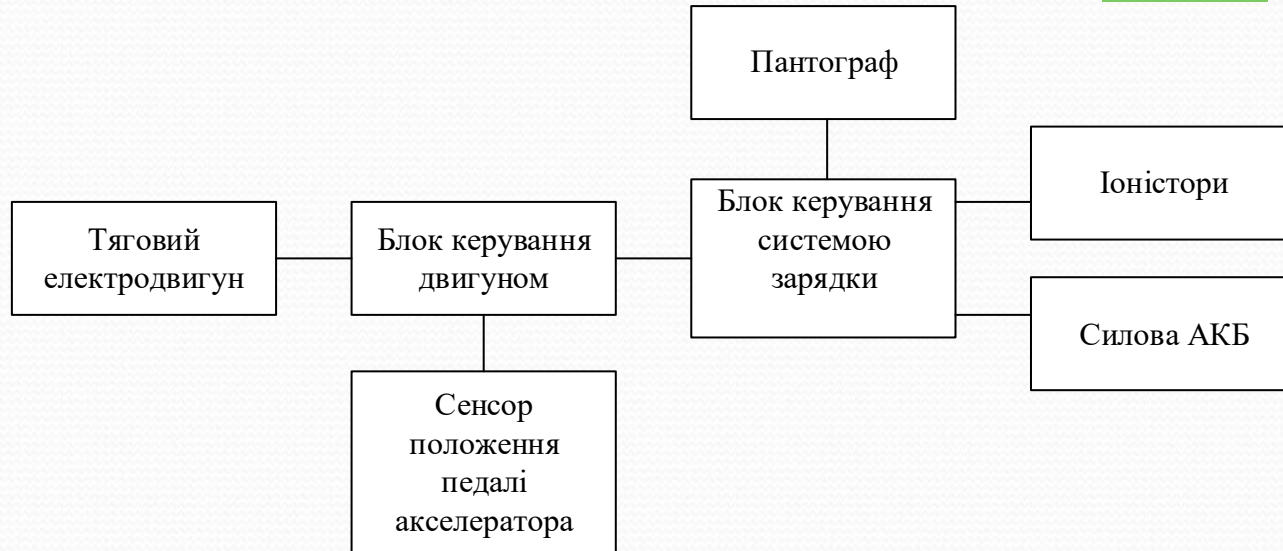 Пантограф
Іоністори
Тяговий
електродвигун
Блок керування
двигуном
Блок керування
системою
зарядки
Силова АКБ
Сенсор
положення
педалі
акселератора